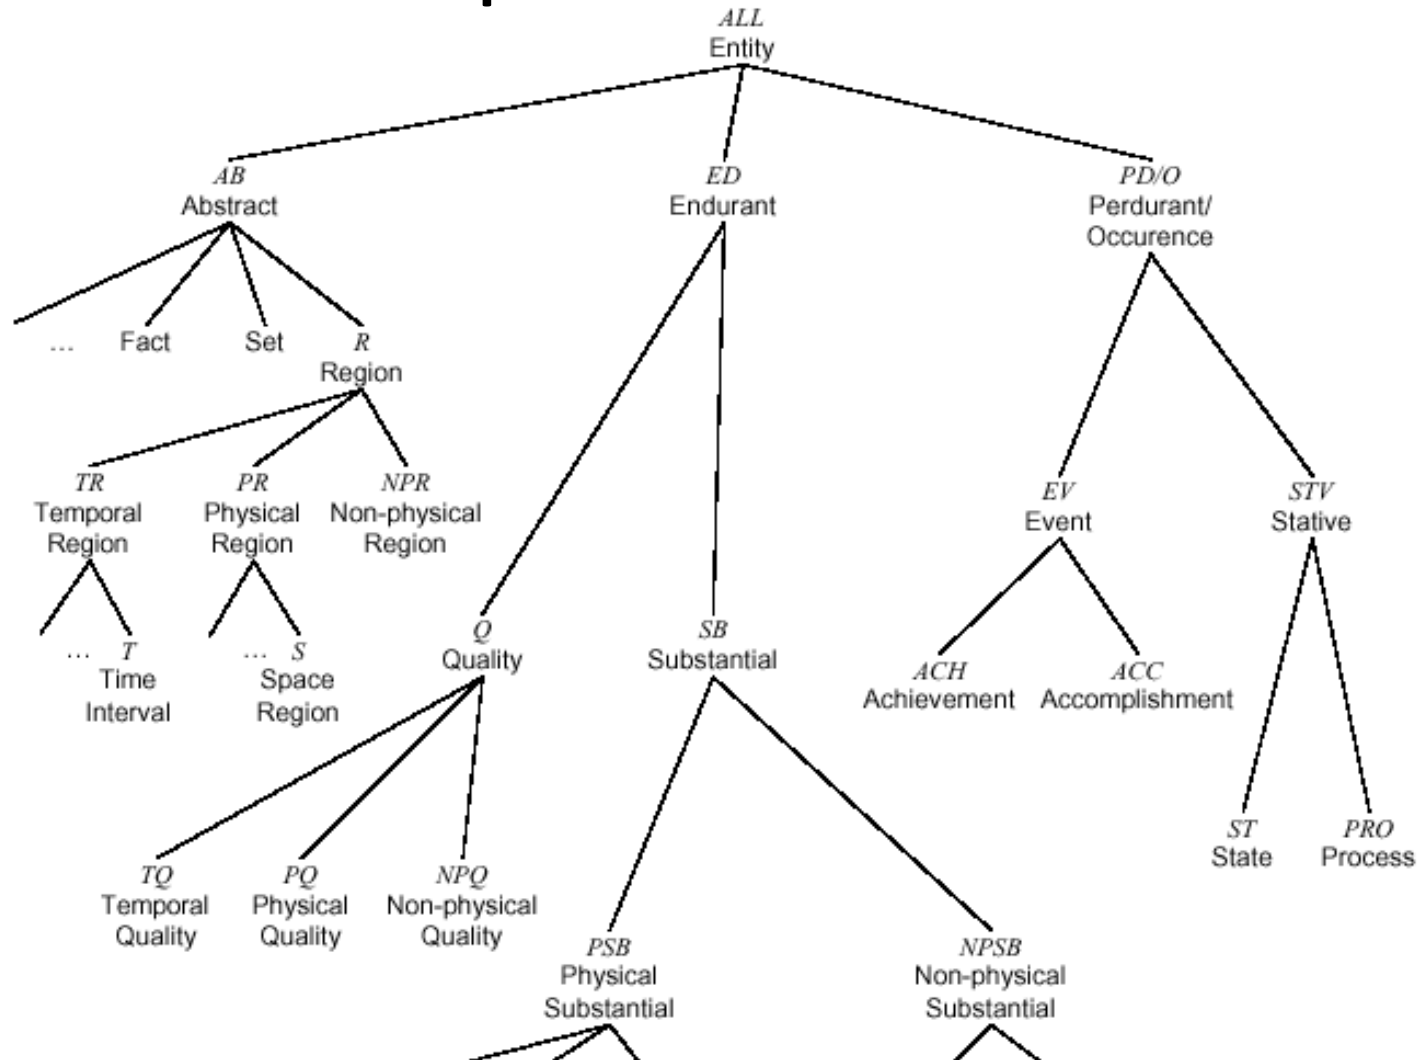 ALL
Entity
AB
Abstract
ED
Endurant
PD/O
Perdurant/
Occurence
...
Fact
Set
R
Region
TR
Temporal
Region
PR
Physical
Region
NPR
Non-physical
Region
EV
Event
STV
Stative
... T
Time
Interval
... S
Space
Region
Q
Quality
SB
Substantial
ACH
Achievement
ACC
Accomplishment
ST
State
PRO
Process
TQ
Temporal
Quality
PQ
Physical
Quality
NPQ
Non-physical
Quality
PSB
Physical
Substantial
NPSB
Non-physical
Substantial